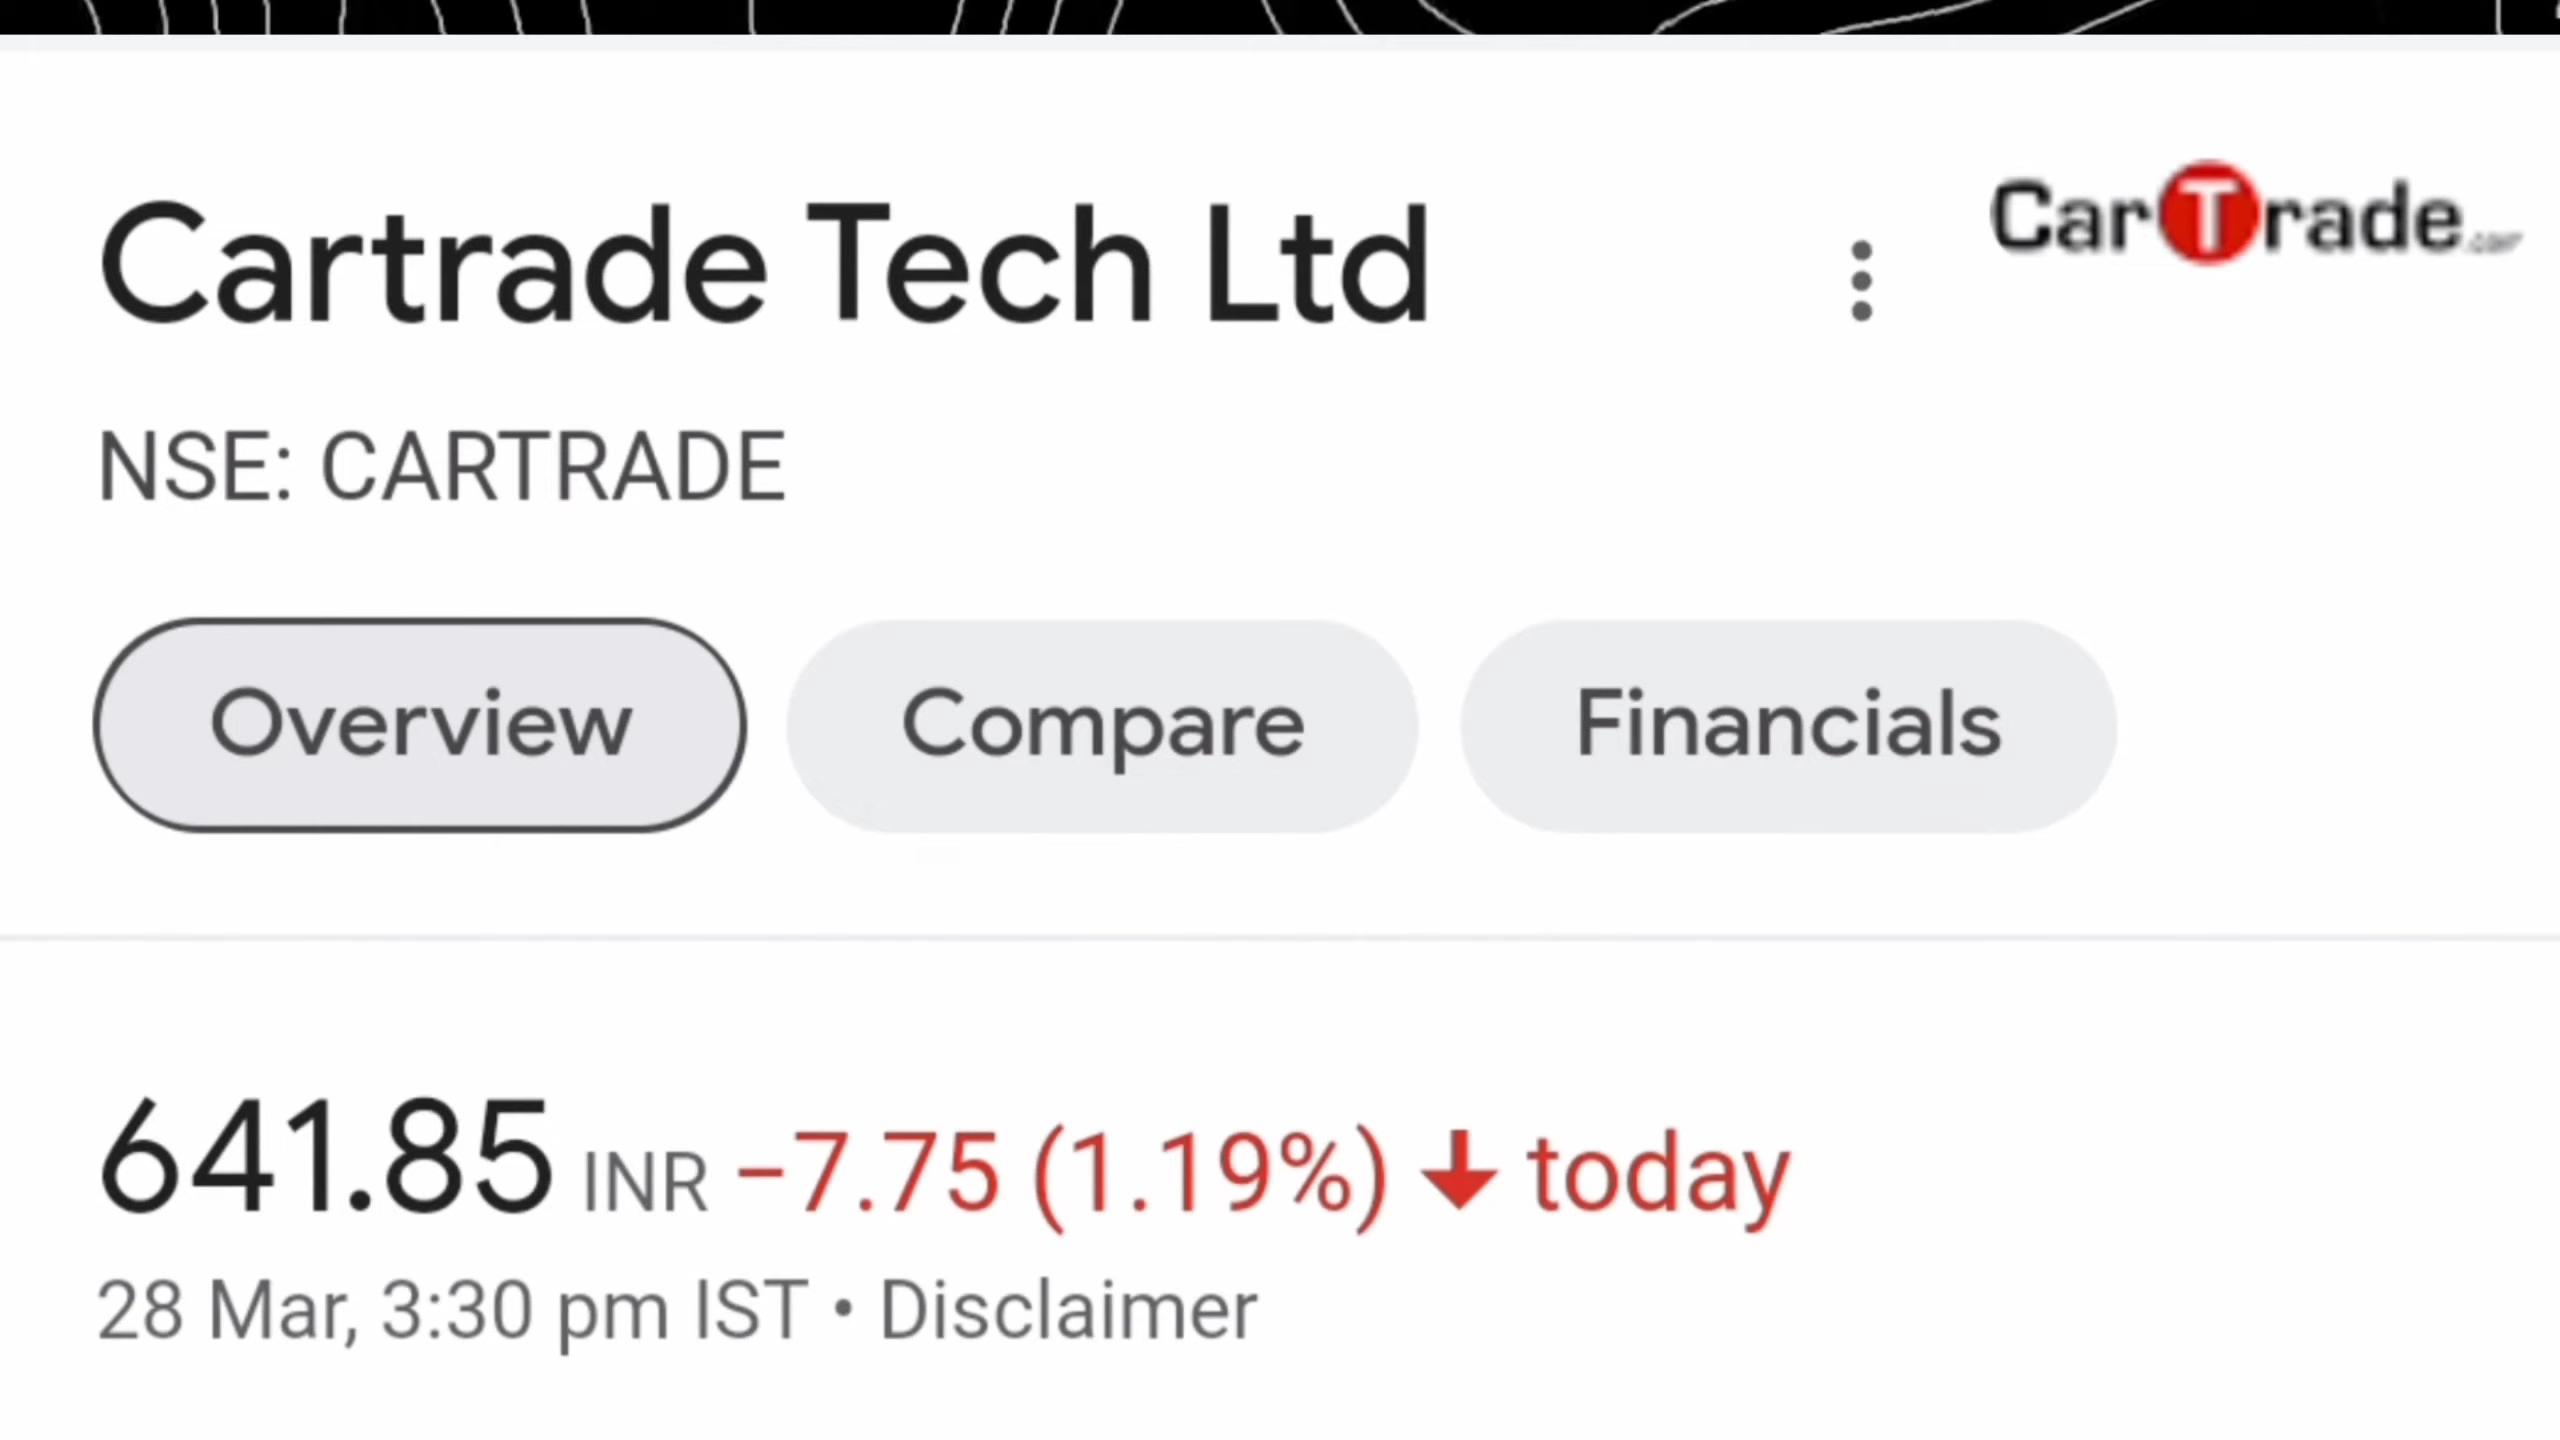 Cartrade Tech Ltd
CarTrade.com
NSE: CARTRADE
Overview
Compare
Financials
641.85 INR −7.75 (1.19%) ↓ today
28 Mar, 3:30 pm IST • Disclaimer